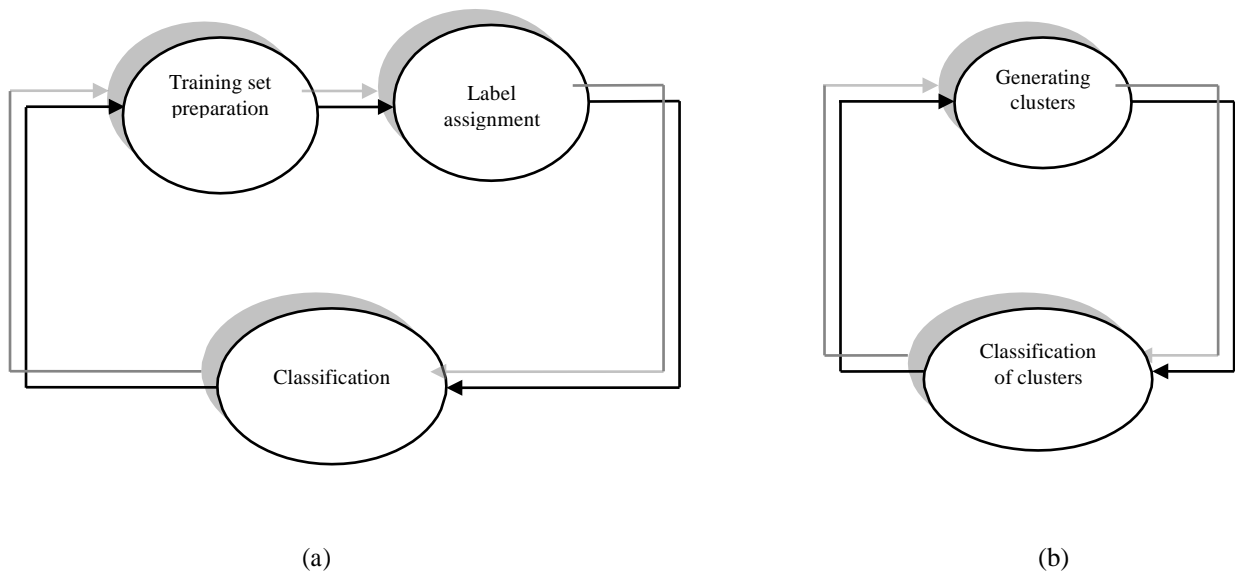 Training set
preparation
Label
assignment
Classification
(a)
Generating
clusters
Classification
of clusters
(b)